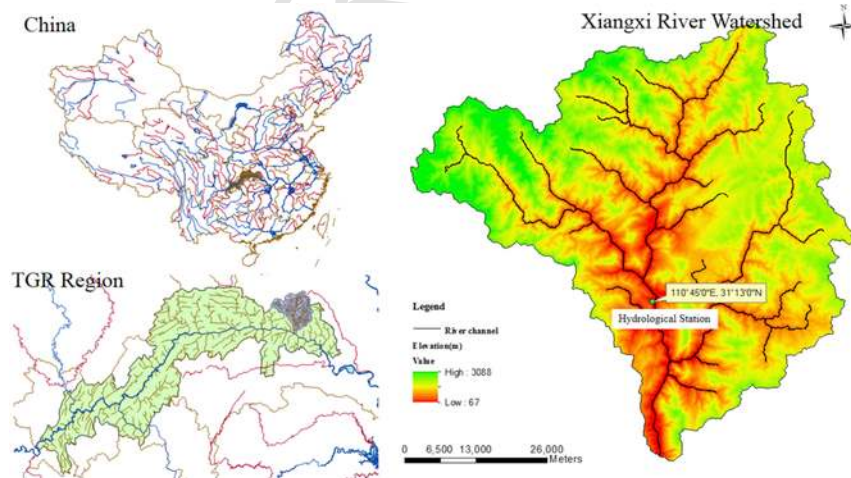 China
Xiangxi River Watershed
N
TGR Region
110°45'0"E, 31°13'0"N
Hydrological Station
Legend
River channel
Elevation(m)
Value
High : 3088
Low : 67
0 6,500 13,000 26,000
Meters